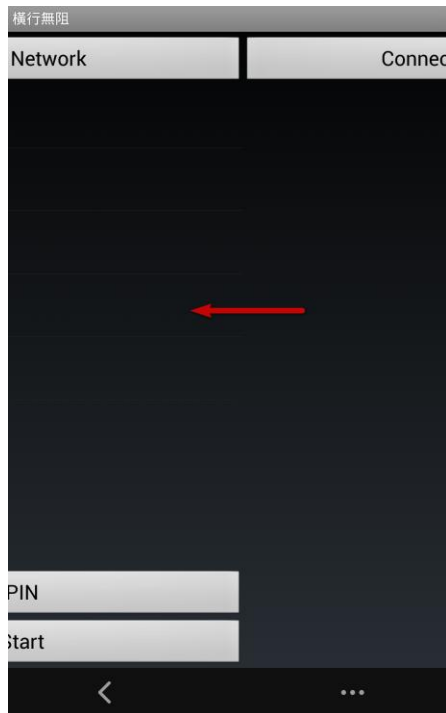 橫行無阻
Network
Connec
PIN
Start